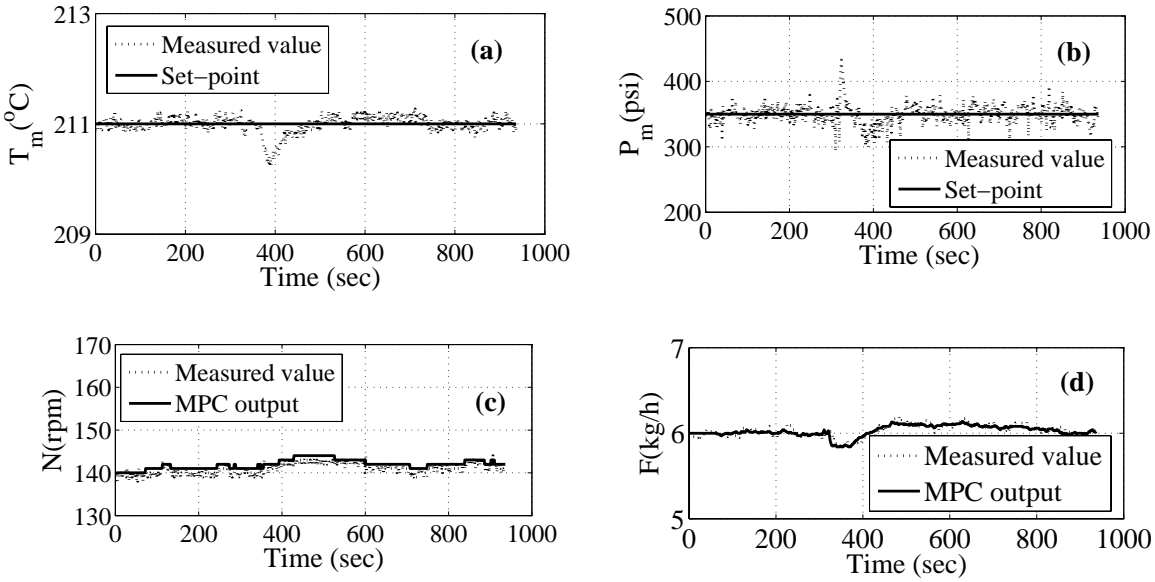 213
211
209
T_m(°C)
Measured value
Set−point
(a)
0 200 400 600 800 1000
Time (sec)
500
400
300
200
P_m(psi)
(b)
Measured value
Set−point
0 200 400 600 800 1000
Time (sec)
170
160
150
140
130
N(rpm)
Measured value
MPC output
(c)
0 200 400 600 800 1000
Time (sec)
7
6
5
F(kg/h)
(d)
Measured value
MPC output
0 200 400 600 800 1000
Time (sec)